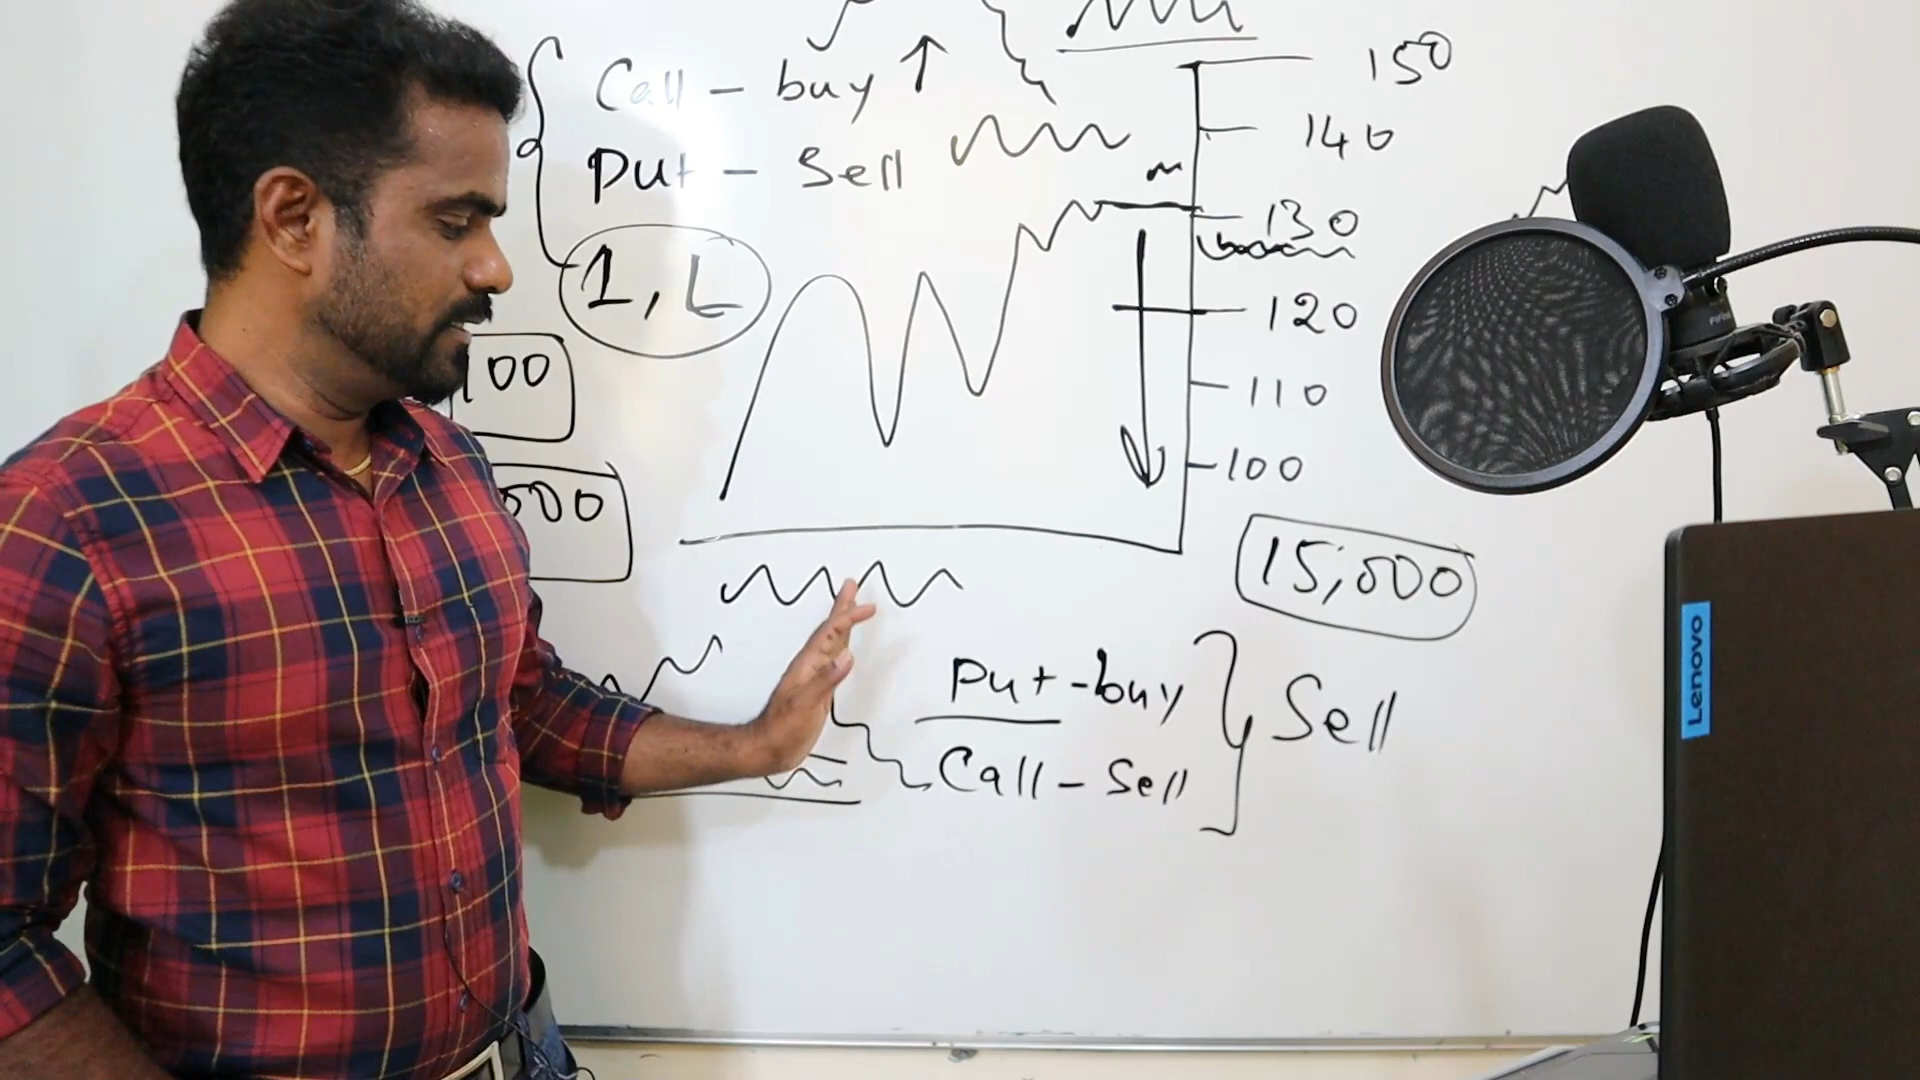 Call - buy ↑
Put - Sell
1, L
100
000
150
140
130
120
110
100
15,000
Put - buy
Call - Sell
Sell
Lenovo